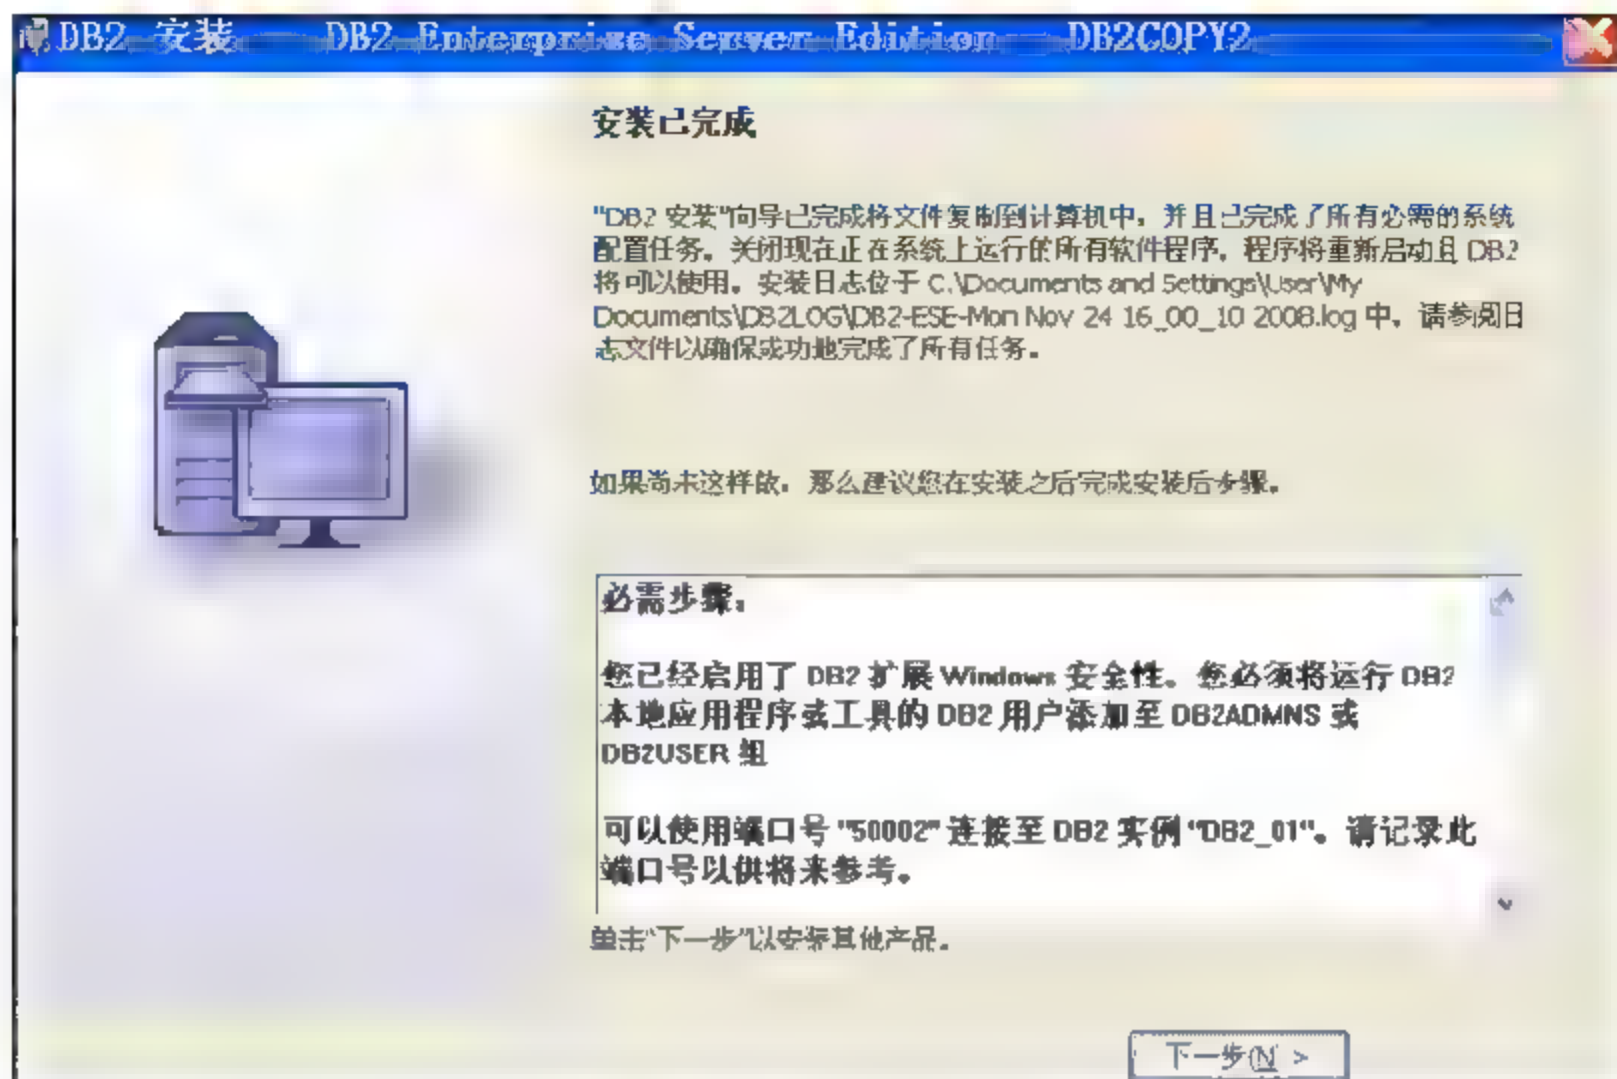 DB2 安装 - DB2 Enterprise Server Edition - DB2COPY2
安装已完成
"DB2 安装"向导已完成将文件复制到计算机中，并且已完成了所有必需的系统
配置任务。关闭现在正在系统上运行的所有软件程序，程序将重新启动且 DB2
将可以使用。安装日志位于 C:\Documents and Settings\User\My
Documents\DB2LOG\DB2-ESE-Mon Nov 24 16_00_10 2008.log 中。请参阅日
志文件以确保成功地完成了所有任务。
如果尚未这样做，那么建议您在安装之后完成安装后步骤。
必需步骤：
您已经启用了 DB2 扩展 Windows 安全性。您必须将运行 DB2
本地应用程序或工具的 DB2 用户添加至 DB2ADMNS 或
DB2USER 组
可以使用端口号 "50002" 连接至 DB2 实例 "DB2_01"。请记录此
端口号以供将来参考。
单击"下一步"以安装其他产品。
下一步(N) >